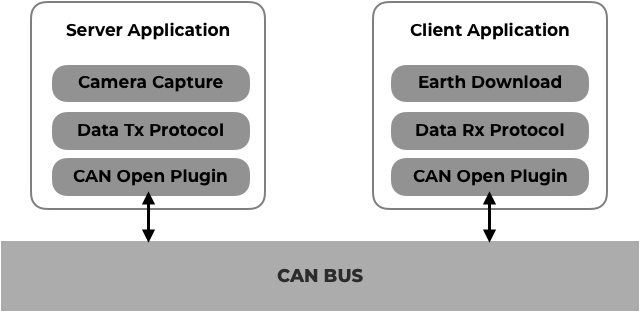 Server Application
Camera Capture
Data Tx Protocol
CAN Open Plugin
Client Application
Earth Download
Data Rx Protocol
CAN Open Plugin
CAN BUS